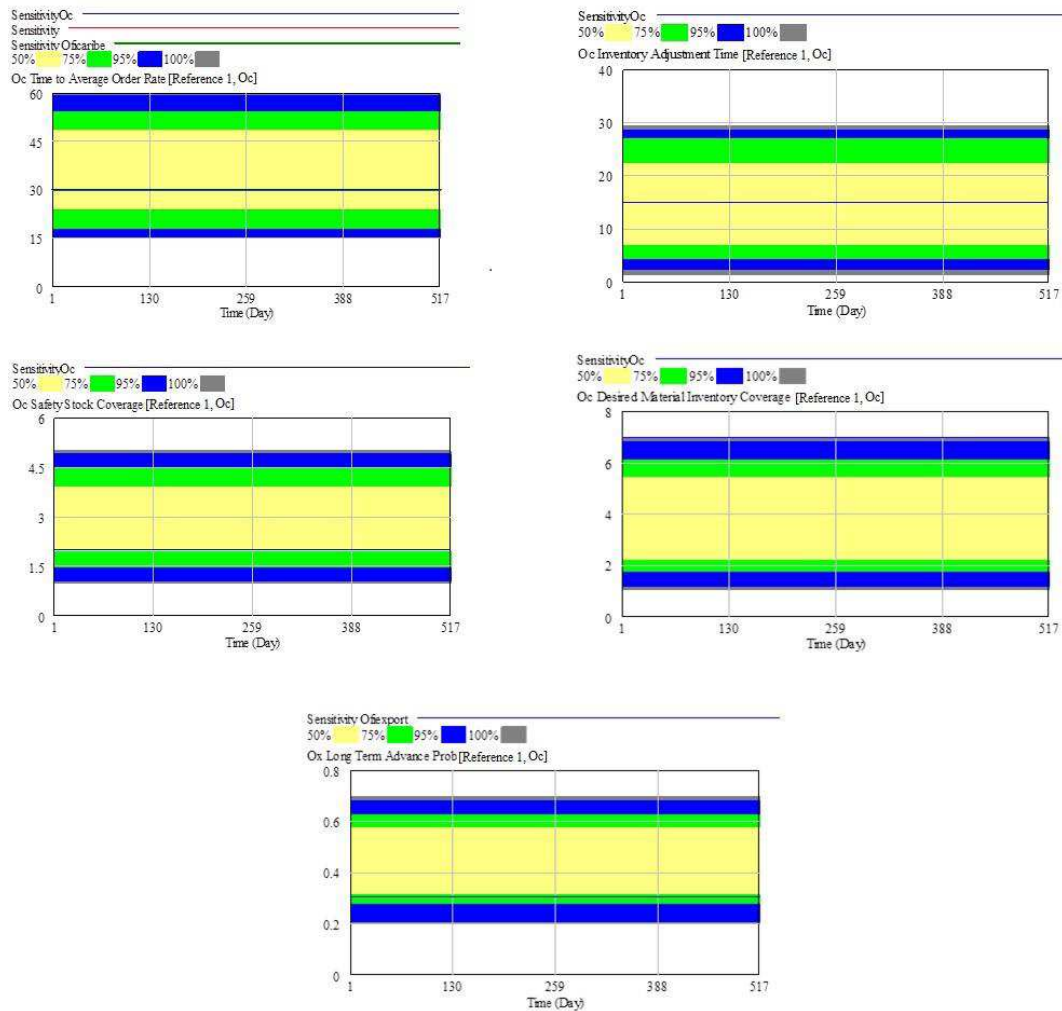 SensitivityOc
Sensitivity
Sensitivity Oficaribe
50% 75% 95% 100%
Oc Time to Average Order Rate [Reference 1, Oc]
60
45
30
15
0
1 130 259 388 517
Time (Day)
SensitivityOc
50% 75% 95% 100%
Oc Inventory Adjustment Time [Reference 1, Oc]
40
30
20
10
0
1 130 259 388 517
Time (Day)
SensitivityOc
50% 75% 95% 100%
Oc Safety Stock Coverage [Reference 1, Oc]
6
4.5
3
1.5
0
1 130 259 388 517
Time (Day)
SensitivityOc
50% 75% 95% 100%
Oc Desired Material Inventory Coverage [Reference 1, Oc]
8
6
4
2
0
1 130 259 388 517
Time (Day)
Sensitivity Ofiexport
50% 75% 95% 100%
Ox Long Term Advance Prob[Reference 1, Oc]
0.8
0.6
0.4
0.2
0
1 130 259 388 517
Time (Day)